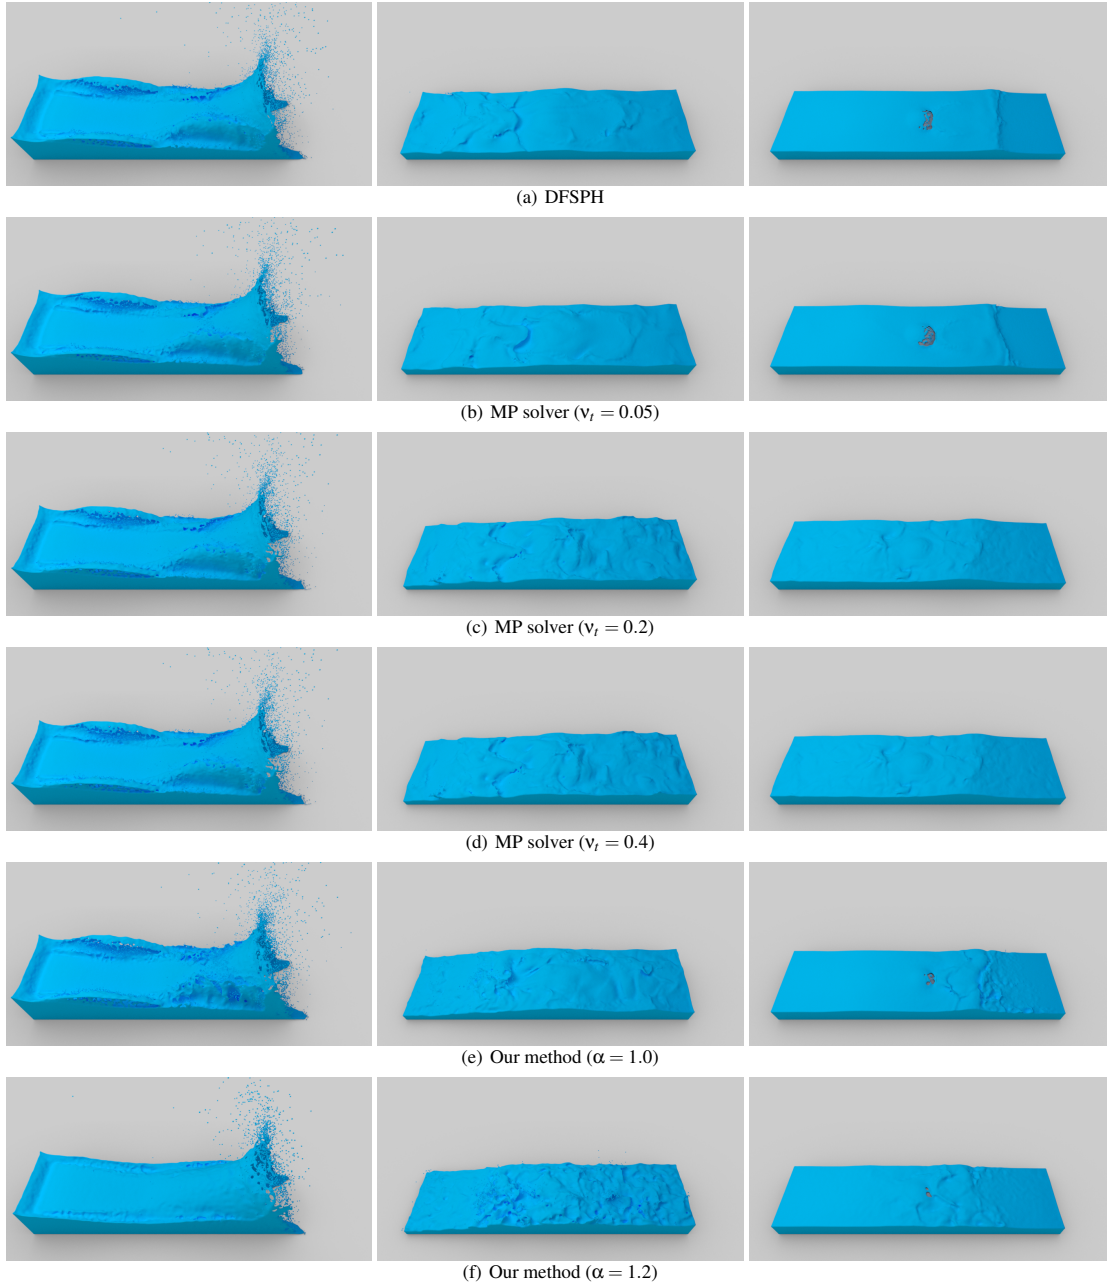 (a) DFSPH
(b) MP solver (ν_t = 0.05)
(c) MP solver (ν_t = 0.2)
(d) MP solver (ν_t = 0.4)
(e) Our method (α = 1.0)
(f) Our method (α = 1.2)